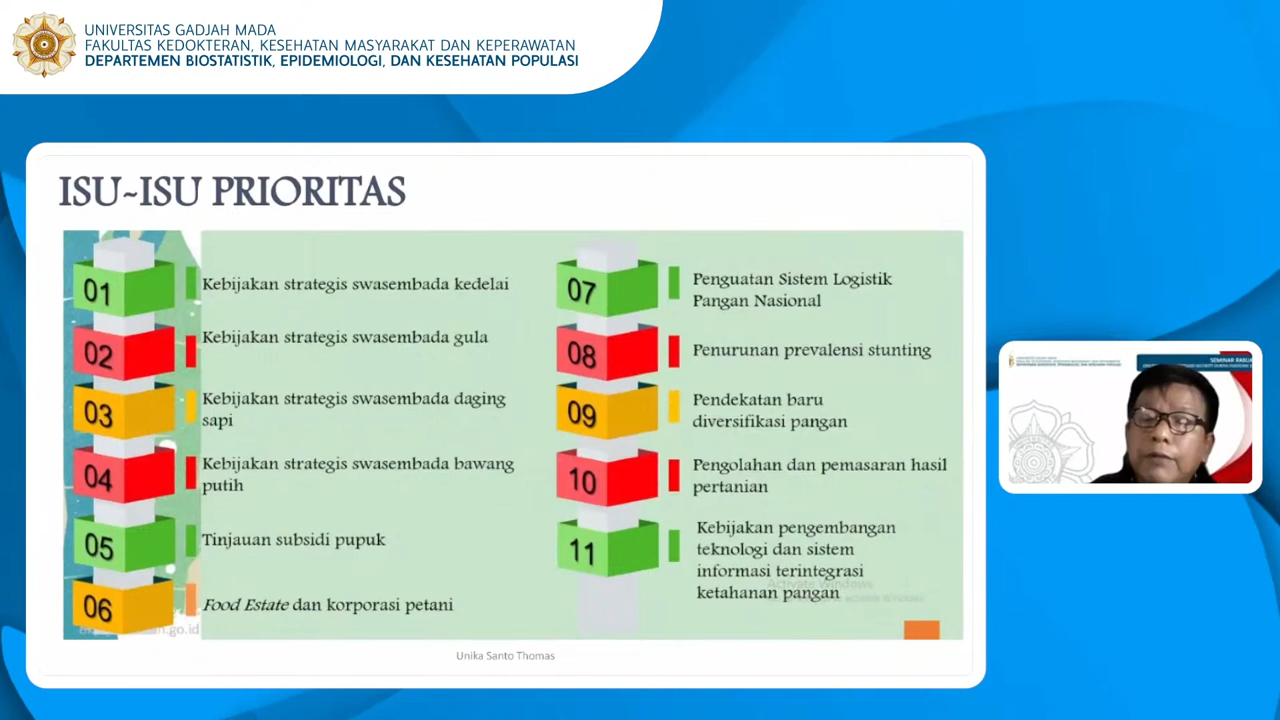 UNIVERSITAS GADJAH MADA
FAKULTAS KEDOKTERAN, KESEHATAN MASYARAKAT DAN KEPERAWATAN
DEPARTEMEN BIOSTATISTIK, EPIDEMIOLOGI, DAN KESEHATAN POPULASI
ISU-ISU PRIORITAS
01
Kebijakan strategis swasembada kedelai
02
Kebijakan strategis swasembada gula
03
Kebijakan strategis swasembada daging
sapi
04
Kebijakan strategis swasembada bawang
putih
05
Tinjauan subsidi pupuk
06
Food Estate dan korporasi petani
07
Penguatan Sistem Logistik
Pangan Nasional
08
Penurunan prevalensi stunting
09
Pendekatan baru
diversifikasi pangan
10
Pengolahan dan pemasaran hasil
pertanian
11
Kebijakan pengembangan
teknologi dan sistem
informasi terintegrasi
ketahanan pangan
Activate Windows
.go.id
Unika Santo Thomas